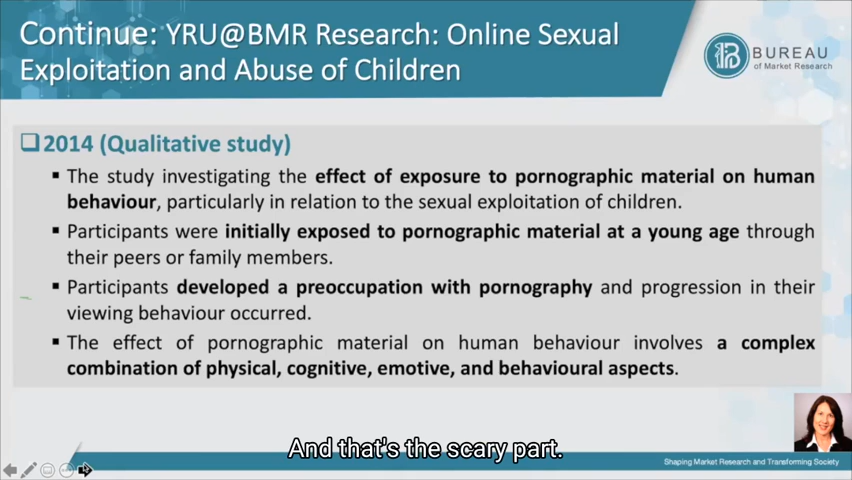 Continue: YRU@BMR Research: Online Sexual
Exploitation and Abuse of Children
BUREAU
of Market Research
❑2014 (Qualitative study)
▪ The study investigating the effect of exposure to pornographic material on human
behaviour, particularly in relation to the sexual exploitation of children.
▪ Participants were initially exposed to pornographic material at a young age through
their peers or family members.
▪ Participants developed a preoccupation with pornography and progression in their
viewing behaviour occurred.
▪ The effect of pornographic material on human behaviour involves a complex
combination of physical, cognitive, emotive, and behavioural aspects.
And that's the scary part.
Shaping Market Research and Transforming Society